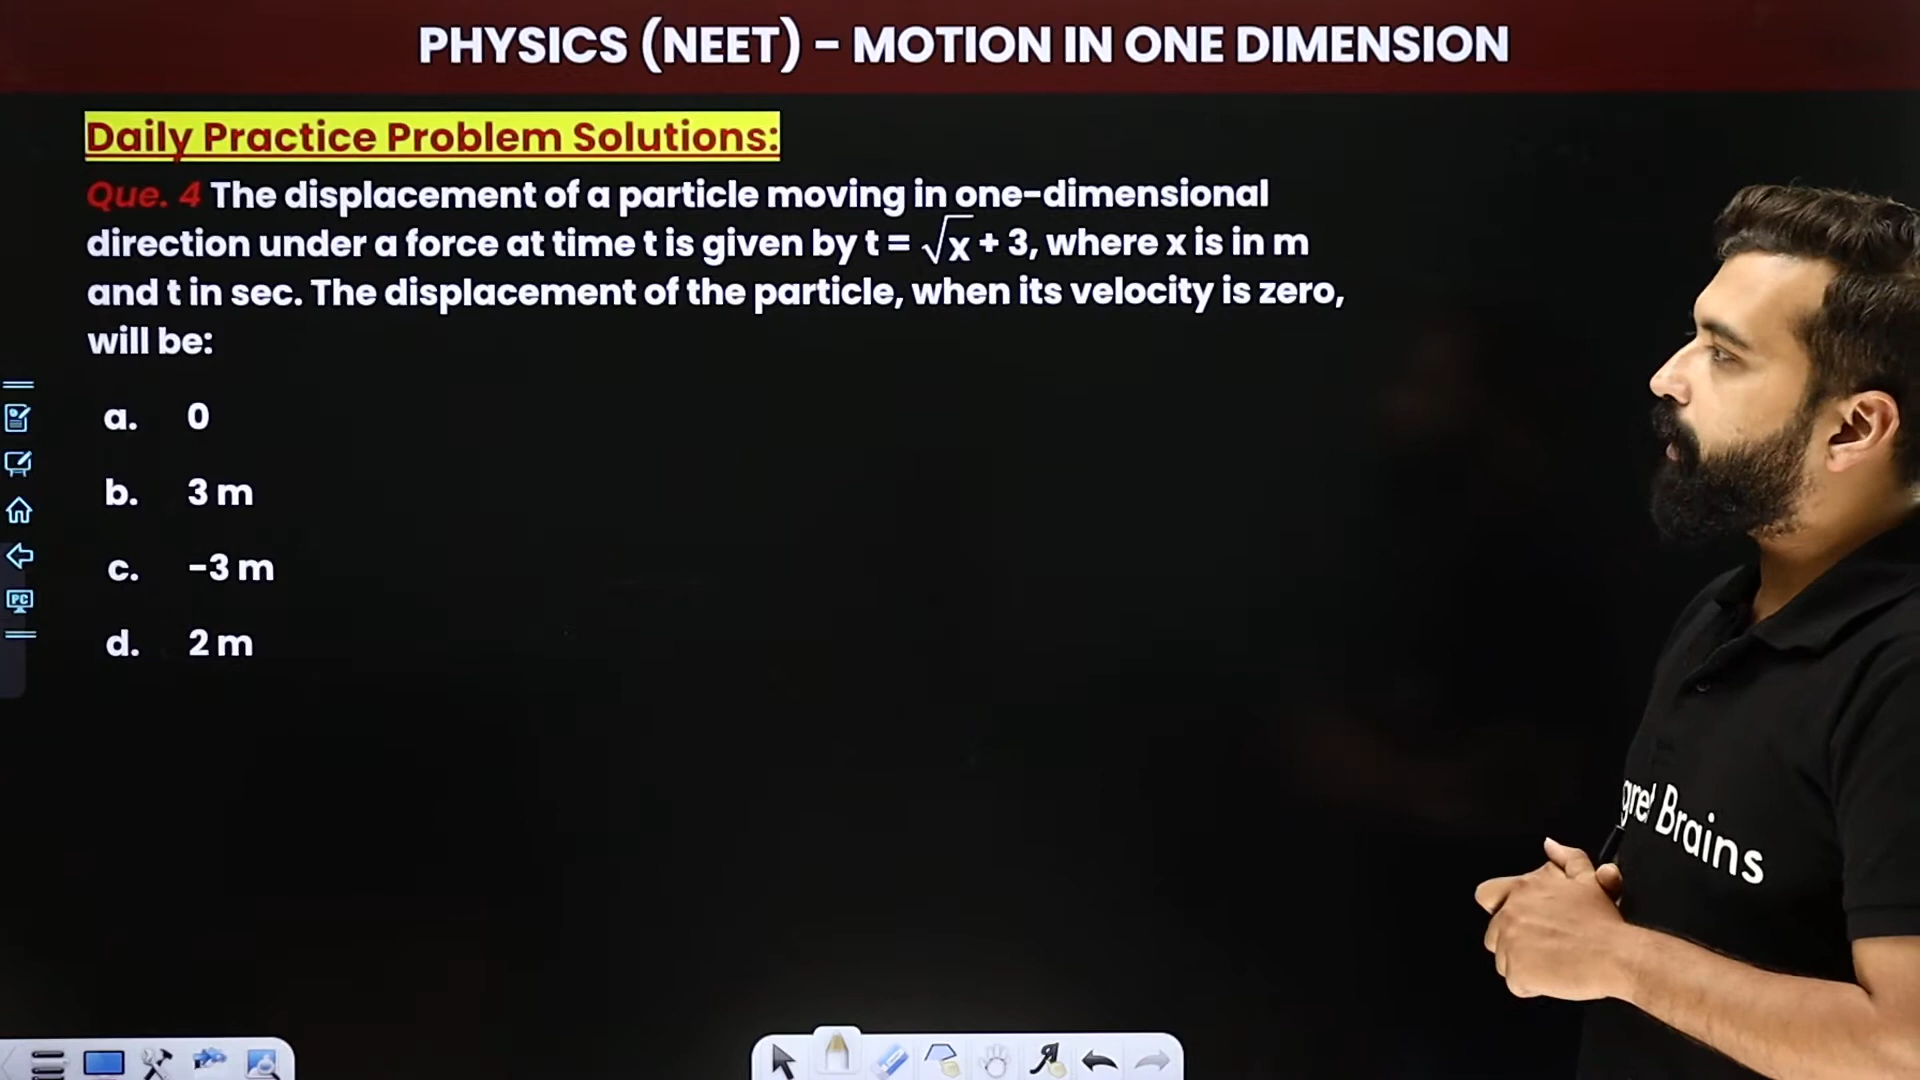 PHYSICS (NEET) - MOTION IN ONE DIMENSION
Daily Practice Problem Solutions:
Que. 4 The displacement of a particle moving in one-dimensional
direction under a force at time t is given by t = √x + 3, where x is in m
and t in sec. The displacement of the particle, when its velocity is zero,
will be:
a. 0
b. 3 m
c. -3 m
d. 2 m
PC
Brains